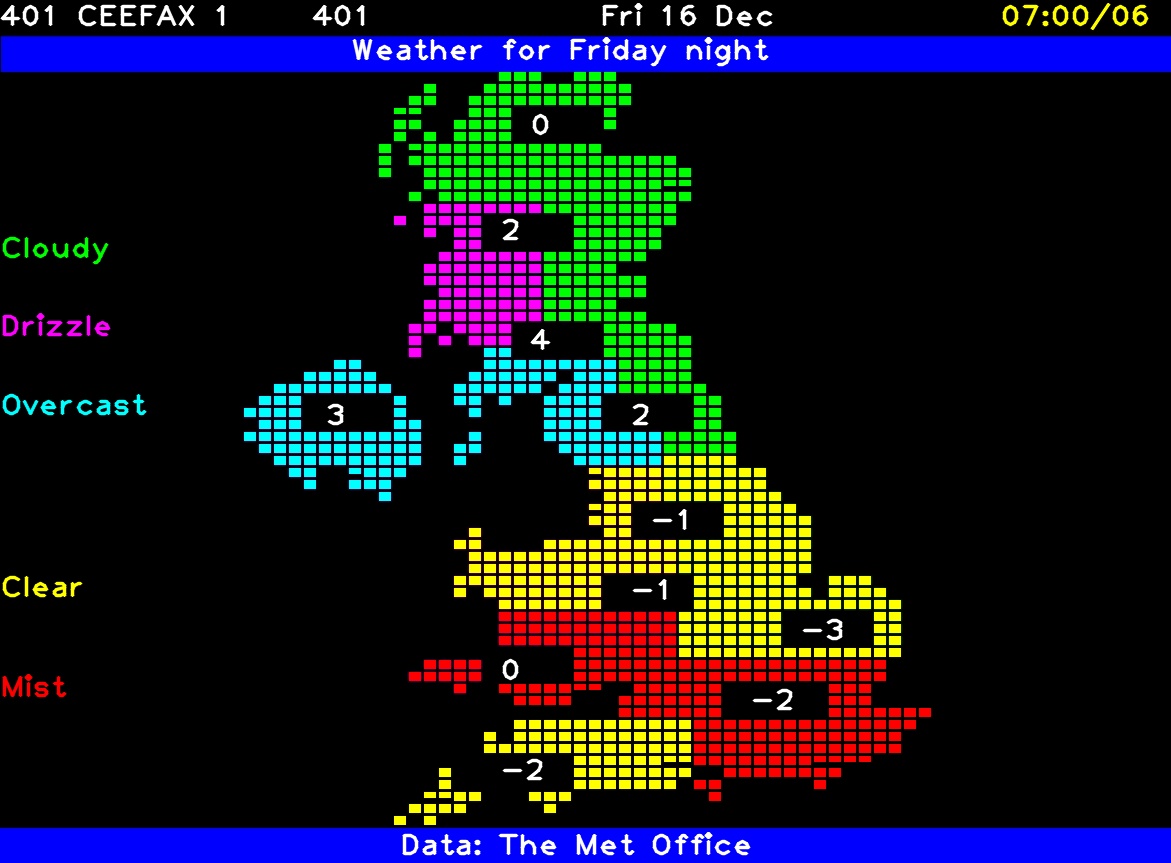 401 CEEFAX 1 401 Fri 16 Dec 07:00/06
Weather for Friday night
0
2
Cloudy
Drizzle
4
Overcast
3 2
-1
Clear
-1
-3
0
Mist
-2
-2
Data: The Met Office